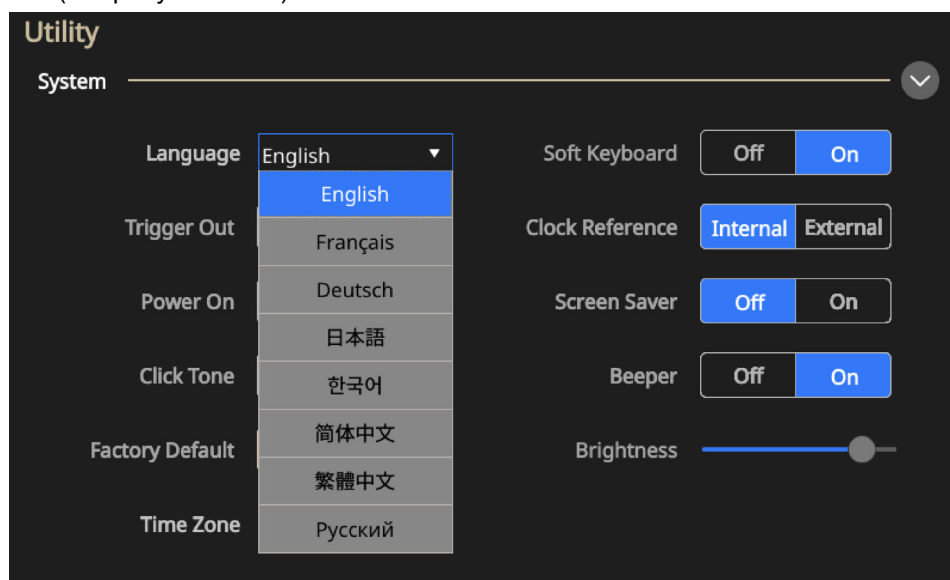 Utility
System
Language English ▼
English
Français
Deutsch
日本語
한국어
简体中文
繁體中文
Русский
Trigger Out
Power On
Click Tone
Factory Default
Time Zone
Soft Keyboard Off On
Clock Reference Internal External
Screen Saver Off On
Beeper Off On
Brightness